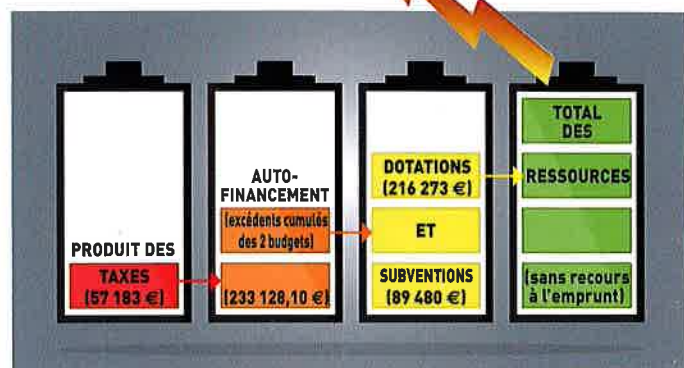 PRODUIT DES
TAXES
(57 183 €)
AUTO-
FINANCEMENT
(excédents cumulés
des 2 budgets)
(233 128,10 €)
DOTATIONS
(216 273 €)
ET
SUBVENTIONS
(89 480 €)
TOTAL
DES
RESSOURCES
(sans recours
à l'emprunt)